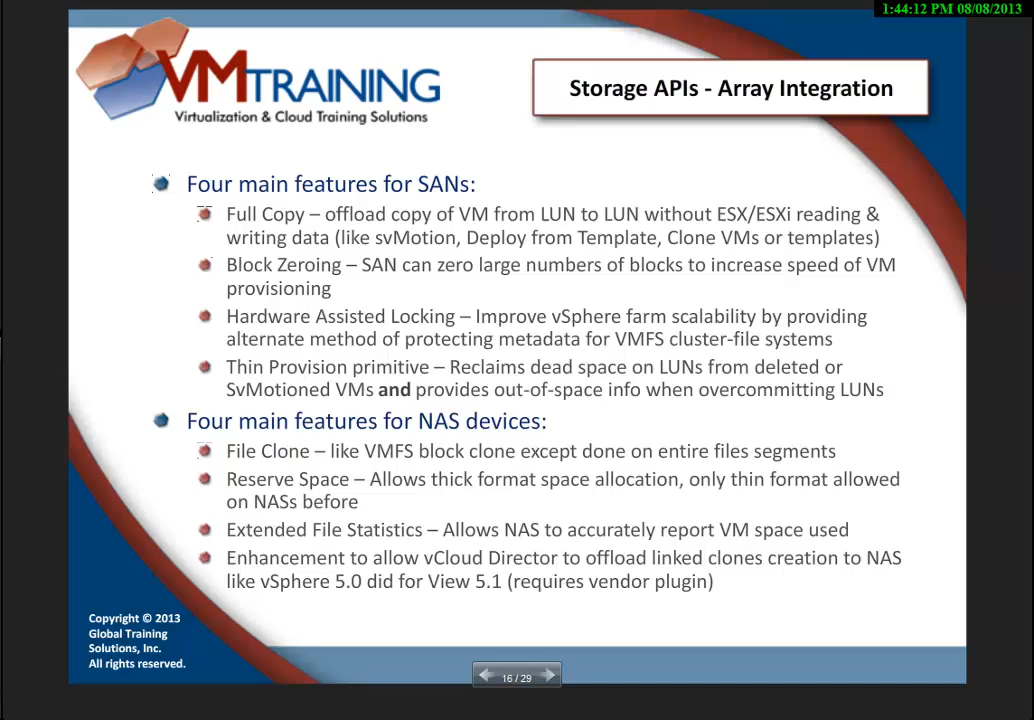 1:44:12 PM 08/08/2013
VMTRAINING
Virtualization & Cloud Training Solutions
Storage APIs - Array Integration
Four main features for SANs:
Full Copy – offload copy of VM from LUN to LUN without ESX/ESXi reading &
writing data (like svMotion, Deploy from Template, Clone VMs or templates)
Block Zeroing – SAN can zero large numbers of blocks to increase speed of VM
provisioning
Hardware Assisted Locking – Improve vSphere farm scalability by providing
alternate method of protecting metadata for VMFS cluster-file systems
Thin Provision primitive – Reclaims dead space on LUNs from deleted or
SvMotioned VMs and provides out-of-space info when overcommitting LUNs
Four main features for NAS devices:
File Clone – like VMFS block clone except done on entire files segments
Reserve Space – Allows thick format space allocation, only thin format allowed
on NASs before
Extended File Statistics – Allows NAS to accurately report VM space used
Enhancement to allow vCloud Director to offload linked clones creation to NAS
like vSphere 5.0 did for View 5.1 (requires vendor plugin)
Copyright © 2013
Global Training
Solutions, Inc.
All rights reserved.
16 / 29